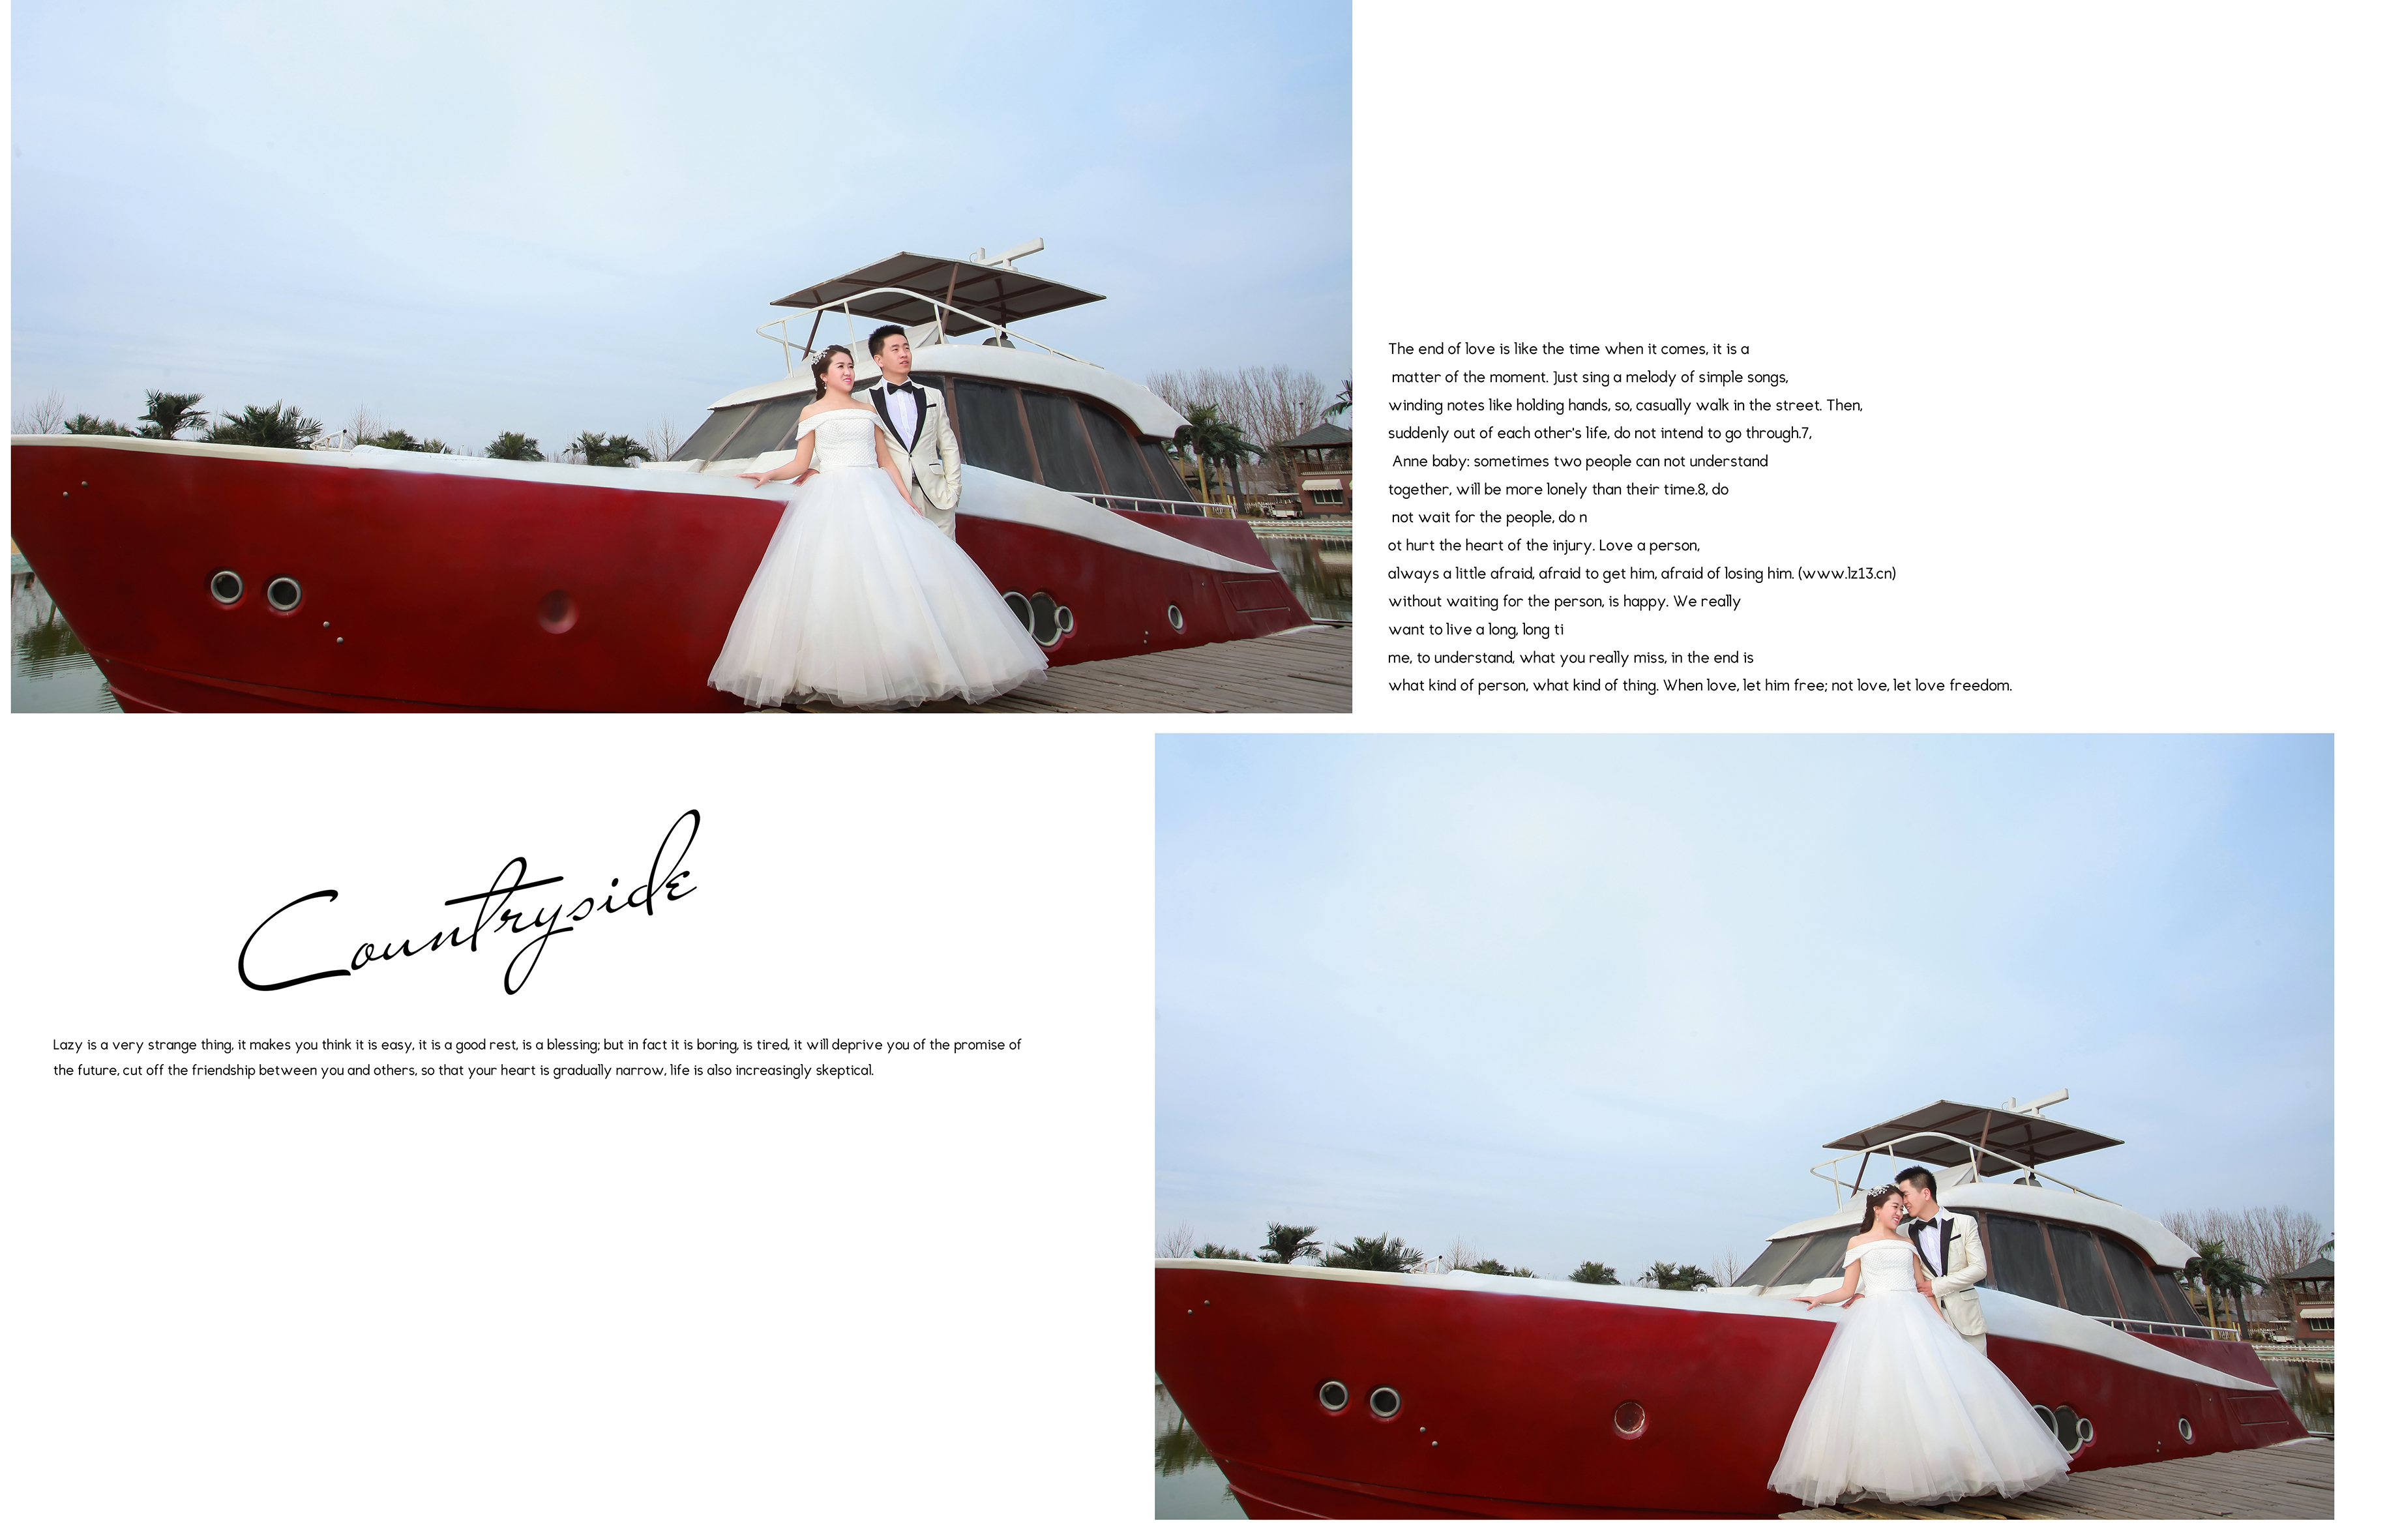 The end of love is like the time when it comes, it is a
matter of the moment. Just sing a melody of simple songs,
winding notes like holding hands, so, casually walk in the street. Then,
suddenly out of each other's life, do not intend to go through.7,
Anne baby: sometimes two people can not understand
together, will be more lonely than their time.8, do
not wait for the people, do n
ot hurt the heart of the injury. Love a person,
always a little afraid, afraid to get him, afraid of losing him. (www.lz13.cn)
without waiting for the person, is happy. We really
want to live a long, long ti
me, to understand, what you really miss, in the end is
what kind of person, what kind of thing. When love, let him free; not love, let love freedom.
Countryside
Lazy is a very strange thing, it makes you think it is easy, it is a good rest, is a blessing; but in fact it is boring, is tired, it will deprive you of the promise of
the future, cut off the friendship between you and others, so that your heart is gradually narrow, life is also increasingly skeptical.